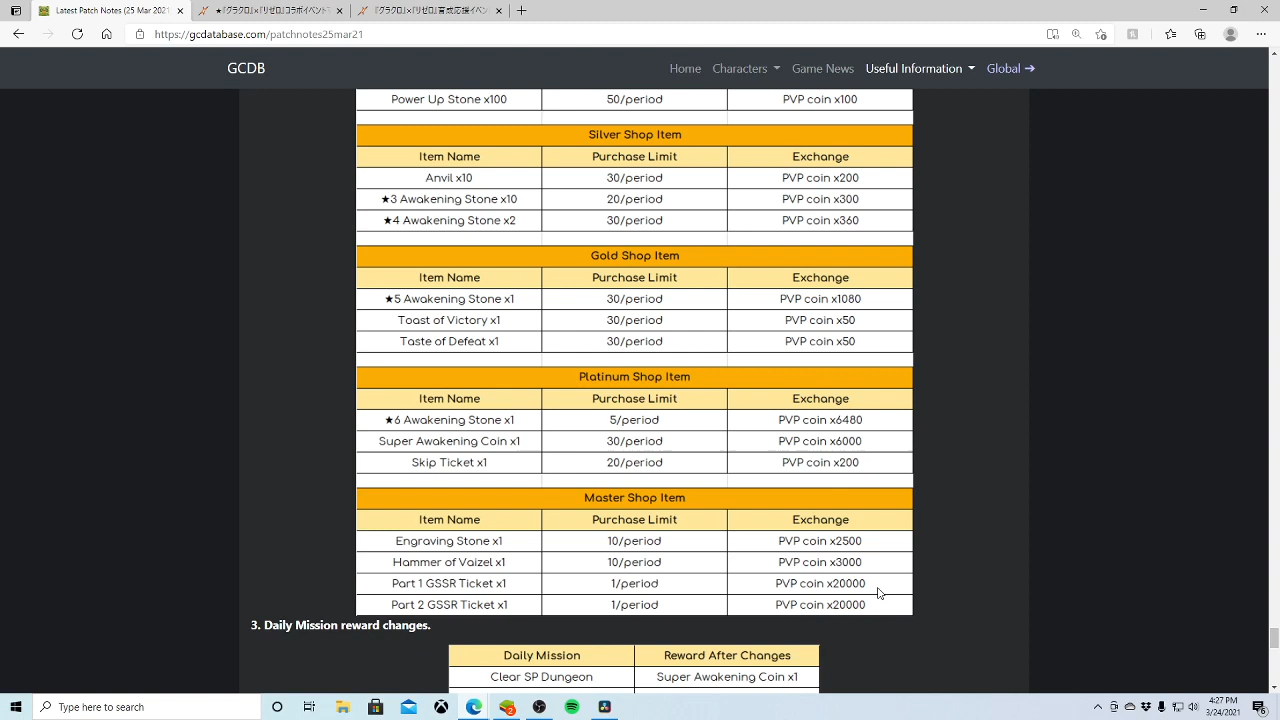 Latest Patch Notes (25 Mar 2021
https://gcdatabase.com/patchnotes25mar21
GCDB
Home
Characters
Game News
Useful Information
Global →
Power Up Stone x100 50/period PVP coin x100
Silver Shop Item
Item Name Purchase Limit Exchange
Anvil x10 30/period PVP coin x200
★3 Awakening Stone x10 20/period PVP coin x300
★4 Awakening Stone x2 30/period PVP coin x360
Gold Shop Item
Item Name Purchase Limit Exchange
★5 Awakening Stone x1 30/period PVP coin x1080
Toast of Victory x1 30/period PVP coin x50
Taste of Defeat x1 30/period PVP coin x50
Platinum Shop Item
Item Name Purchase Limit Exchange
★6 Awakening Stone x1 5/period PVP coin x6480
Super Awakening Coin x1 30/period PVP coin x6000
Skip Ticket x1 20/period PVP coin x200
Master Shop Item
Item Name Purchase Limit Exchange
Engraving Stone x1 10/period PVP coin x2500
Hammer of Vaizel x1 10/period PVP coin x3000
Part 1 GSSR Ticket x1 1/period PVP coin x20000
Part 2 GSSR Ticket x1 1/period PVP coin x20000
3. Daily Mission reward changes.
Daily Mission Reward After Changes
Clear SP Dungeon Super Awakening Coin x1
Type here to search
4:27 PM
3/24/2021